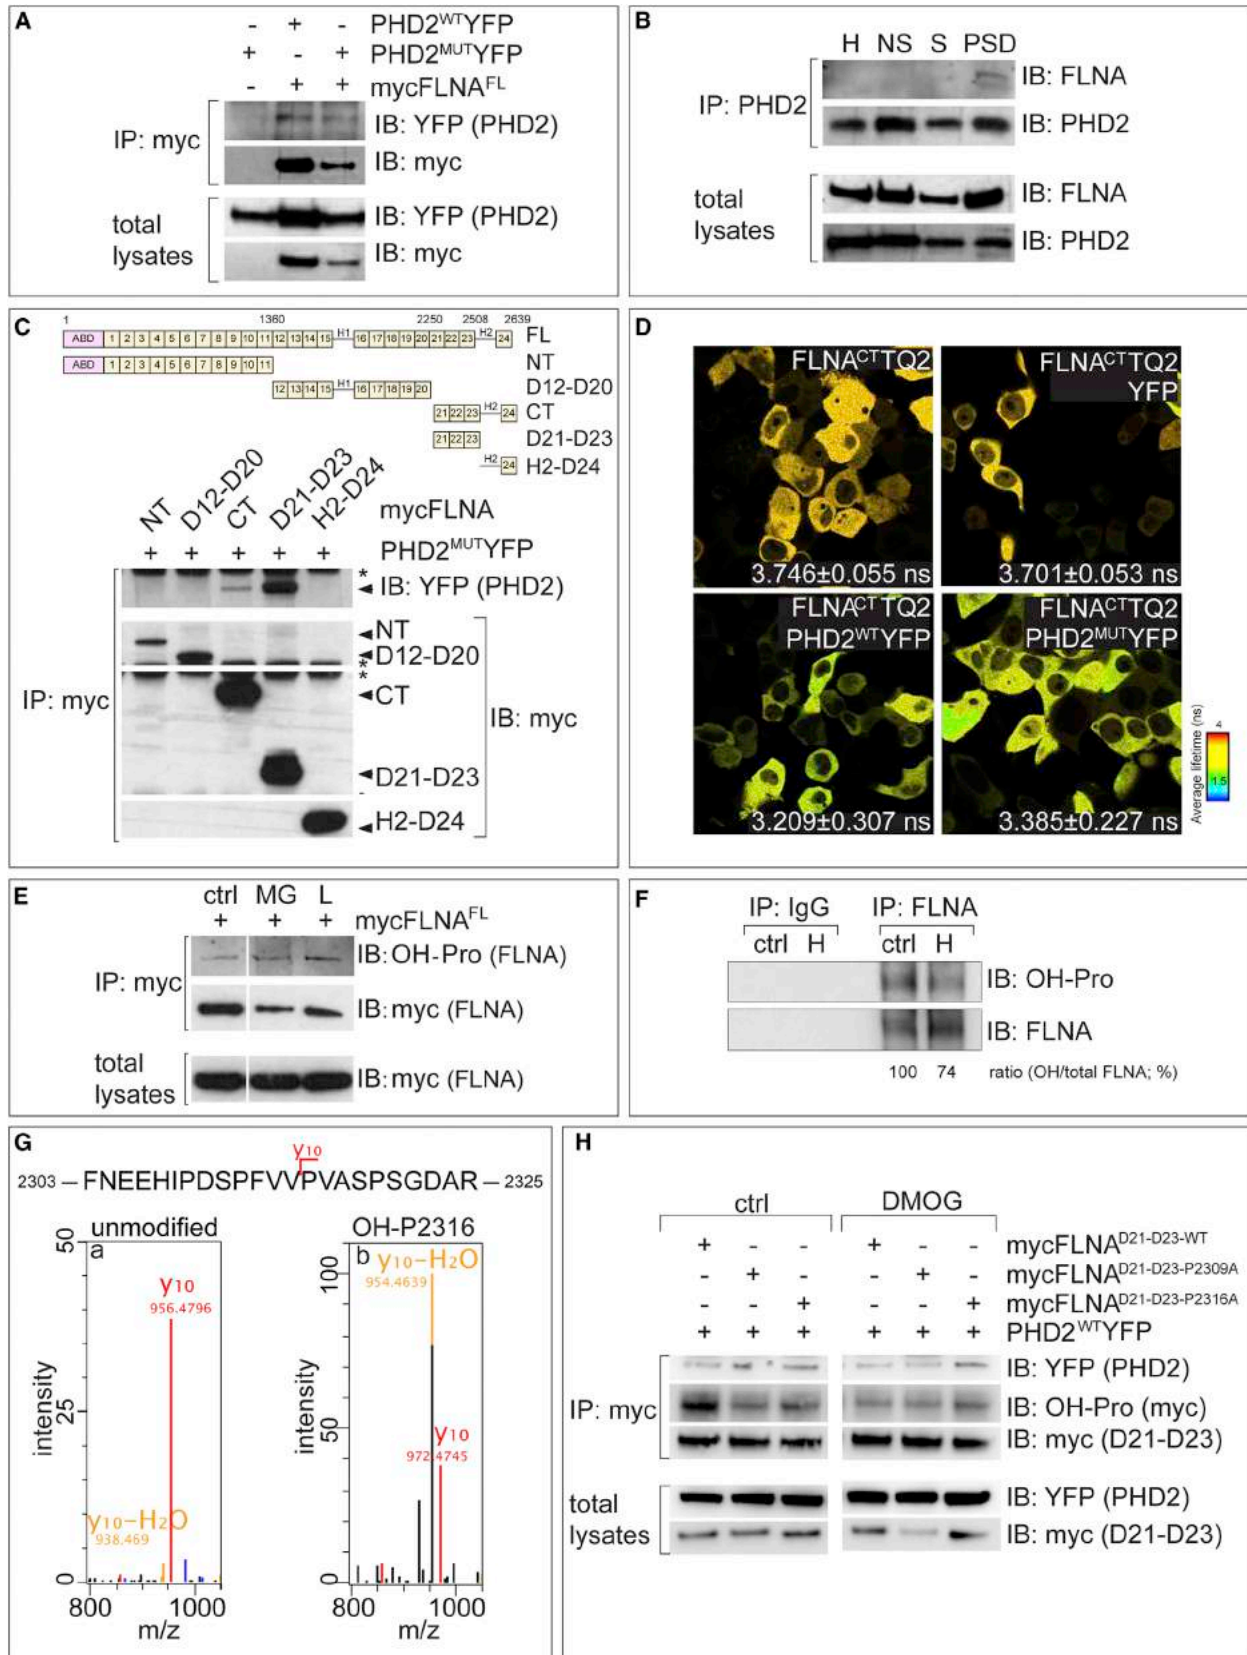 A
- + - PHD2WTYFP
+ - + PHD2MUTYFP
- + + mycFLNAFL
IP: myc
IB: YFP (PHD2)
IB: myc
total lysates
IB: YFP (PHD2)
IB: myc
B
H NS S PSD
IP: PHD2
IB: FLNA
IB: PHD2
total lysates
IB: FLNA
IB: PHD2
C
1 1360 2250 2508 2639
ABD 1 2 3 4 5 6 7 8 9 10 11 12 13 14 15 H1 16 17 18 19 20 21 22 23 H2 24 FL
ABD 1 2 3 4 5 6 7 8 9 10 11 NT
12 13 14 15 H1 16 17 18 19 20 D12-D20
21 22 23 H2 24 CT
21 22 23 D21-D23
H2 24 H2-D24
NT D12-D20 CT D21-D23 H2-D24 mycFLNA
+ + + + + PHD2MUTYFP
*
IB: YFP (PHD2)
NT
D12-D20
*
*
CT
IP: myc
IB: myc
D21-D23
H2-D24
D
FLNACTTQ2
3.746±0.055 ns
FLNACTTQ2
YFP
3.701±0.053 ns
FLNACTTQ2
PHD2WTYFP
3.209±0.307 ns
FLNACTTQ2
PHD2MUTYFP
3.385±0.227 ns
Average lifetime (ns)
4
1.5
E
ctrl MG L
+ + + mycFLNAFL
IP: myc
IB: OH-Pro (FLNA)
IB: myc (FLNA)
total lysates
IB: myc (FLNA)
F
IP: IgG IP: FLNA
ctrl H ctrl H
IB: OH-Pro
IB: FLNA
100 74 ratio (OH/total FLNA; %)
G
y10
2303 — FNEEHIPDSPFVVPVASPSGDAR — 2325
unmodified
a
50
25
0
intensity
y10
956.4796
y10-H2O
938.469
800 1000
m/z
OH-P2316
b
100
50
0
intensity
y10-H2O
954.4639
y10
972.4745
800 1000
m/z
H
ctrl DMOG
+ - - + - - mycFLNAD21-D23-WT
- + - - + - mycFLNAD21-D23-P2309A
- - + - - + mycFLNAD21-D23-P2316A
+ + + + + + PHD2WTYFP
IP: myc
IB: YFP (PHD2)
IB: OH-Pro (myc)
IB: myc (D21-D23)
total lysates
IB: YFP (PHD2)
IB: myc (D21-D23)